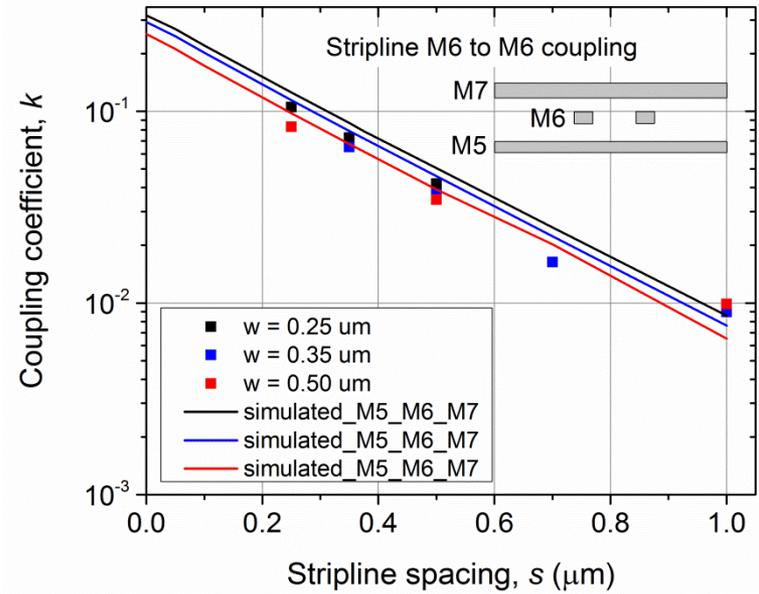 Stripline M6 to M6 coupling
M7
M6
M5
Coupling coefficient, k
10⁻¹
10⁻²
10⁻³
w = 0.25 um
w = 0.35 um
w = 0.50 um
simulated_M5_M6_M7
simulated_M5_M6_M7
simulated_M5_M6_M7
0.0 0.2 0.4 0.6 0.8 1.0
Stripline spacing, s (μm)